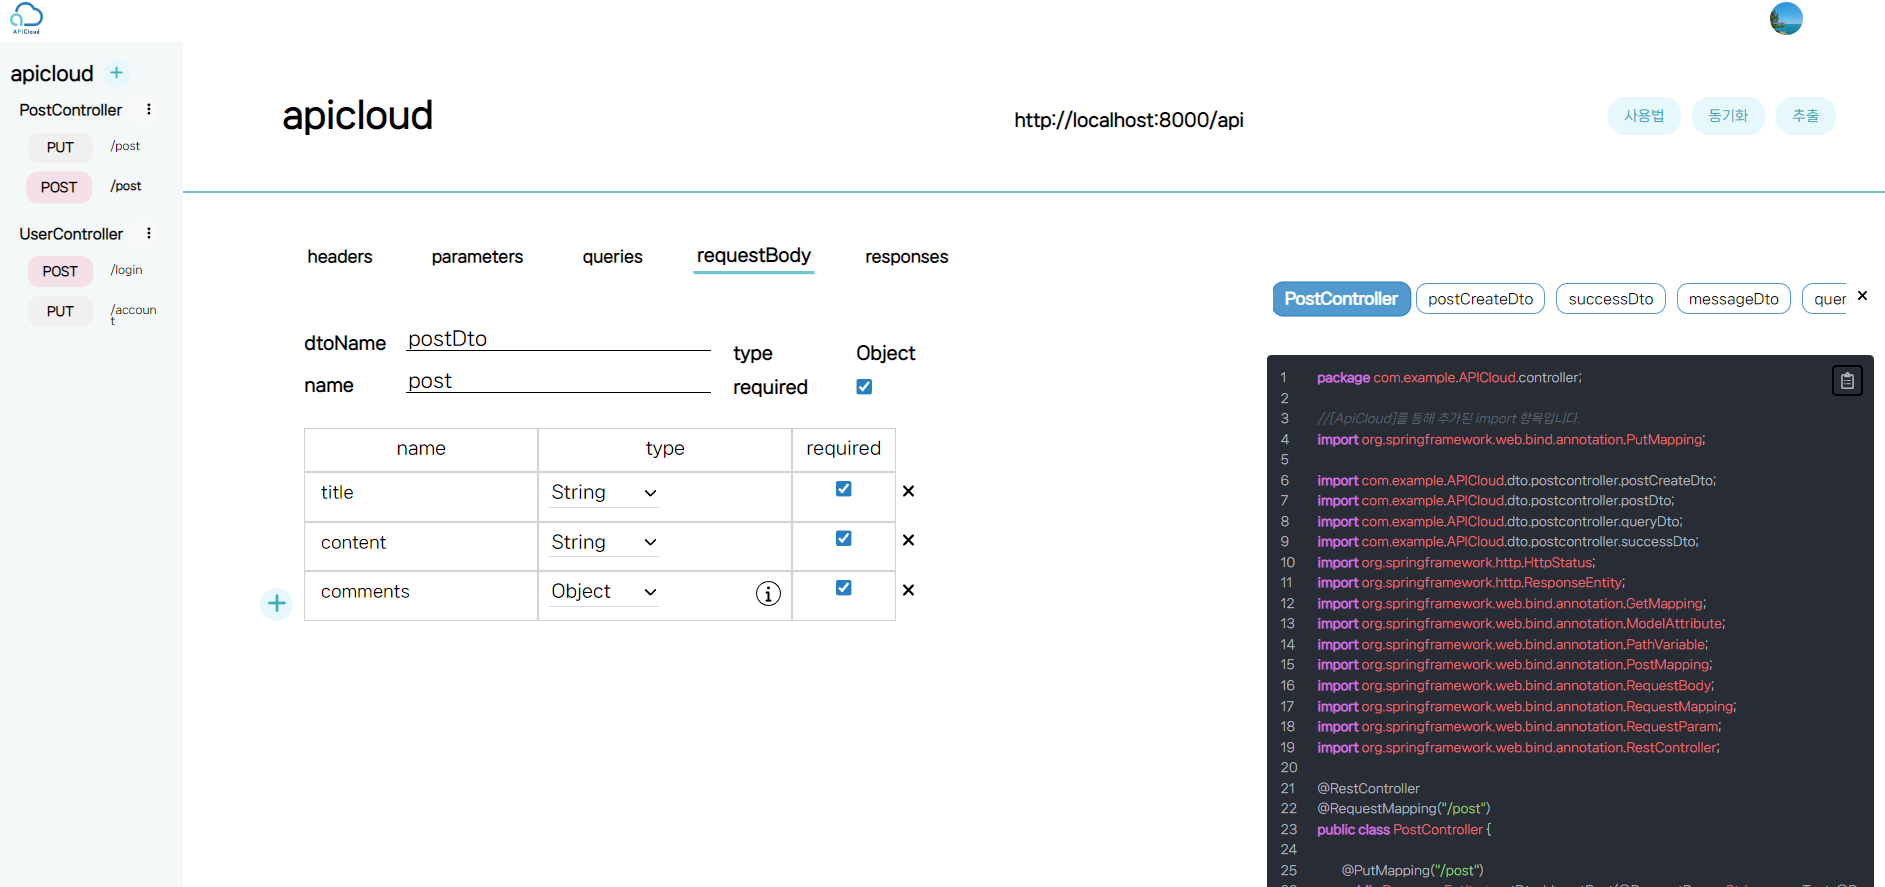 APICloud
apicloud +
PostController
PUT /post
POST /post
UserController
POST /login
PUT /accoun
t
apicloud
http://localhost:8000/api
사용법 동기화 추출
headers parameters queries requestBody responses
dtoName postDto
type Object
name post
required
name type required
title String
content String
comments Object
PostController postCreateDto successDto messageDto quer
1 package com.example.APICloud.controller;
2
3 //[ApiCloud]를 통해 추가된 import 항목입니다.
4 import org.springframework.web.bind.annotation.PutMapping;
5
6 import com.example.APICloud.dto.postcontroller.postCreateDto;
7 import com.example.APICloud.dto.postcontroller.postDto;
8 import com.example.APICloud.dto.postcontroller.queryDto;
9 import com.example.APICloud.dto.postcontroller.successDto;
10 import org.springframework.http.HttpStatus;
11 import org.springframework.http.ResponseEntity;
12 import org.springframework.web.bind.annotation.GetMapping;
13 import org.springframework.web.bind.annotation.ModelAttribute;
14 import org.springframework.web.bind.annotation.PathVariable;
15 import org.springframework.web.bind.annotation.PostMapping;
16 import org.springframework.web.bind.annotation.RequestBody;
17 import org.springframework.web.bind.annotation.RequestMapping;
18 import org.springframework.web.bind.annotation.RequestParam;
19 import org.springframework.web.bind.annotation.RestController;
20
21 @RestController
22 @RequestMapping("/post")
23 public class PostController {
24
25 @PutMapping("/post")